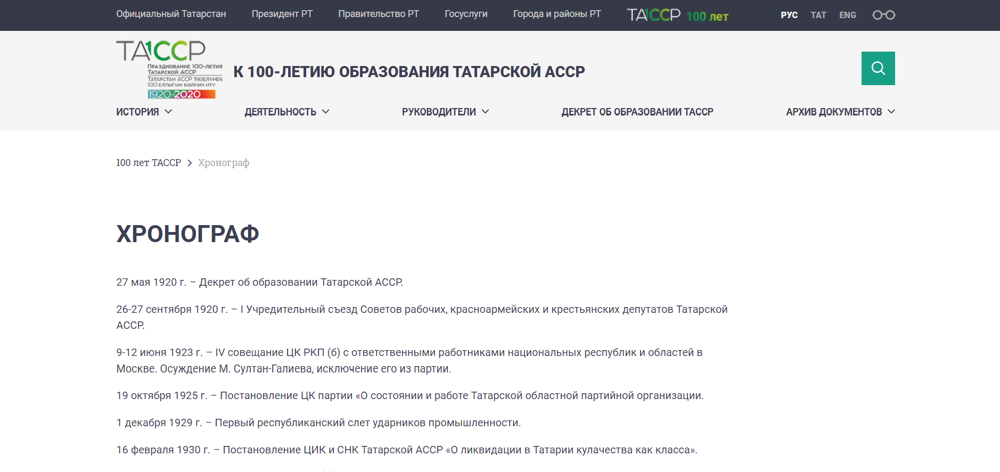 Официальный Татарстан Президент РТ Правительство РТ Госуслуги Города и районы РТ ТАССР 100 лет РУС ТАТ ENG
ТАССР
Празднование 100-летия
Татарской АССР
Татарстан АССР төзелүнең
100 еллыгын бәйрәм итү
1920-2020
К 100-ЛЕТИЮ ОБРАЗОВАНИЯ ТАТАРСКОЙ АССР
ИСТОРИЯ ДЕЯТЕЛЬНОСТЬ РУКОВОДИТЕЛИ ДЕКРЕТ ОБ ОБРАЗОВАНИИ ТАССР АРХИВ ДОКУМЕНТОВ
100 лет ТАССР > Хронограф
ХРОНОГРАФ
27 мая 1920 г. – Декрет об образовании Татарской АССР.
26-27 сентября 1920 г. – I Учредительный съезд Советов рабочих, красноармейских и крестьянских депутатов Татарской
АССР.
9-12 июня 1923 г. – IV совещание ЦК РКП (б) с ответственными работниками национальных республик и областей в
Москве. Осуждение М. Султан-Галиева, исключение его из партии.
19 октября 1925 г. – Постановление ЦК партии «О состоянии и работе Татарской областной партийной организации.
1 декабря 1929 г. – Первый республиканский слет ударников промышленности.
16 февраля 1930 г. – Постановление ЦИК и СНК Татарской АССР «О ликвидации в Татарии кулачества как класса».